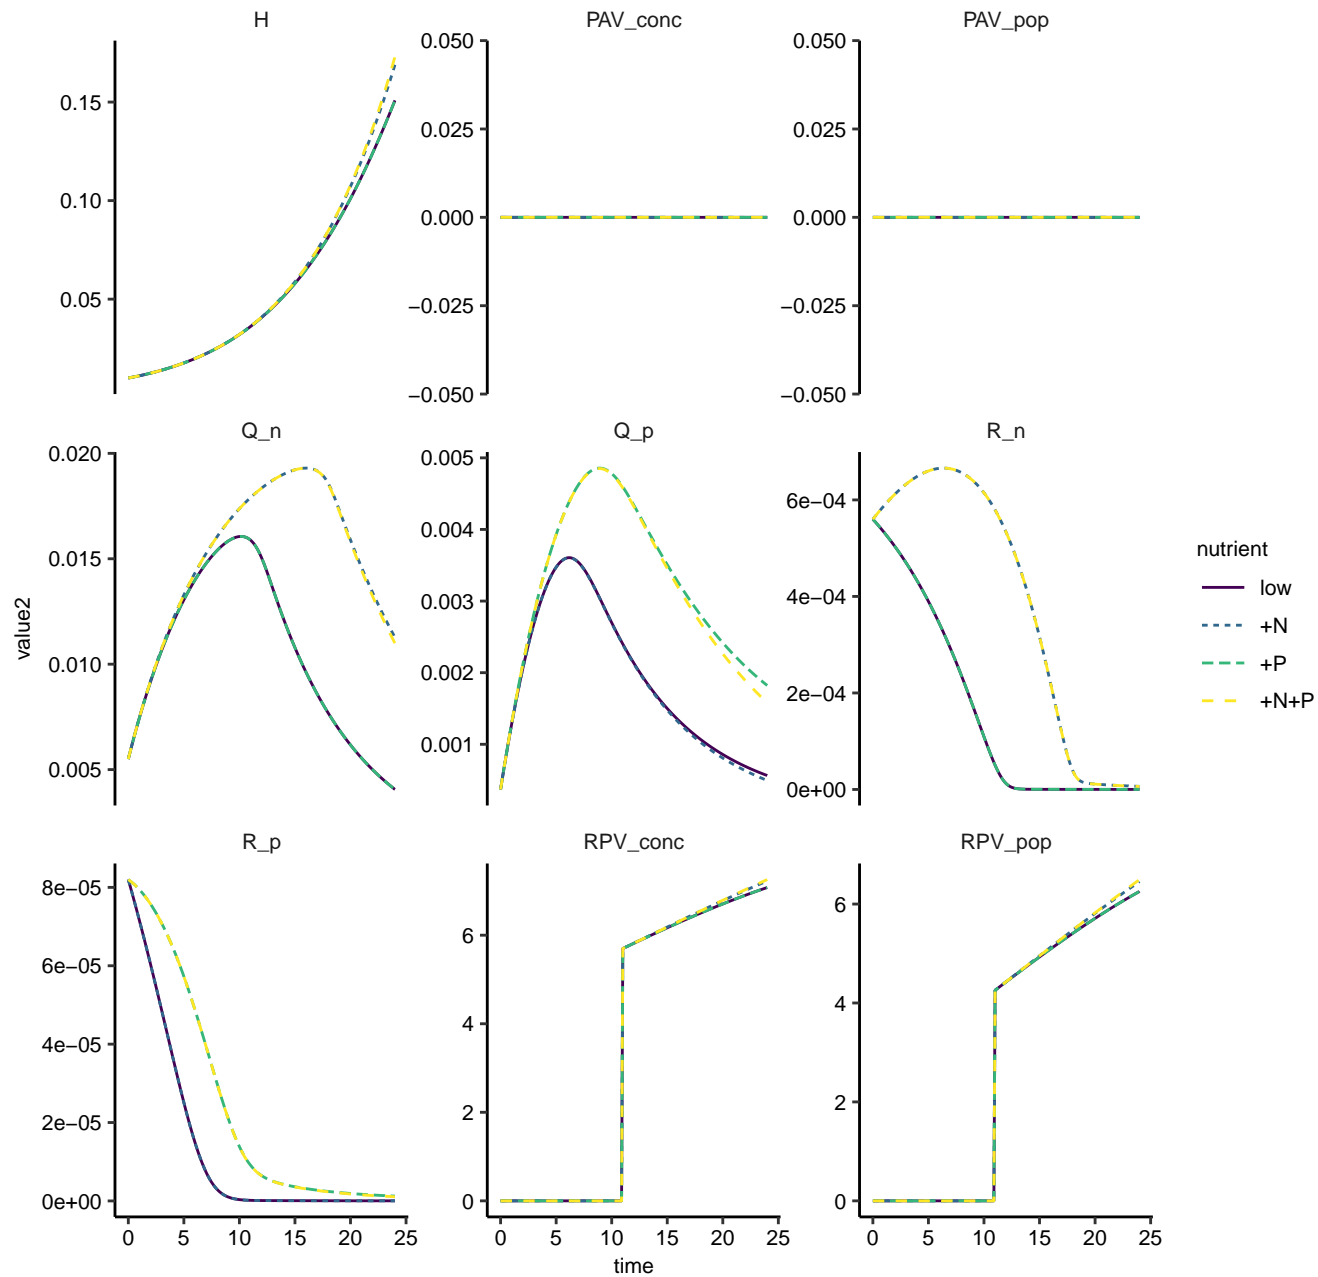 H
PAV_conc
PAV_pop
0.15
0.10
0.05
0.050
0.025
0.000
−0.025
−0.050
0.050
0.025
0.000
−0.025
−0.050
Q_n
Q_p
R_n
0.020
0.015
0.010
0.005
0.005
0.004
0.003
0.002
0.001
6e−04
4e−04
2e−04
0e+00
R_p
RPV_conc
RPV_pop
8e−05
6e−05
4e−05
2e−05
0e+00
6
4
2
0
6
4
2
0
0 5 10 15 20 25
0 5 10 15 20 25
0 5 10 15 20 25
time
value2
nutrient
low
+N
+P
+N+P